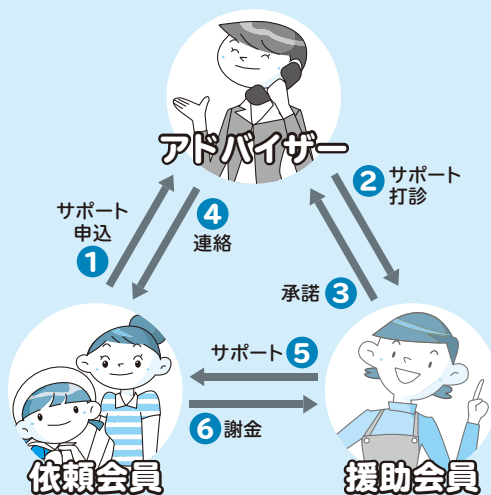 アドバイザー
サポート
申込
1
2 サポート
打診
4
連絡
承諾 3
サポート 5
6 謝金
依頼会員
援助会員